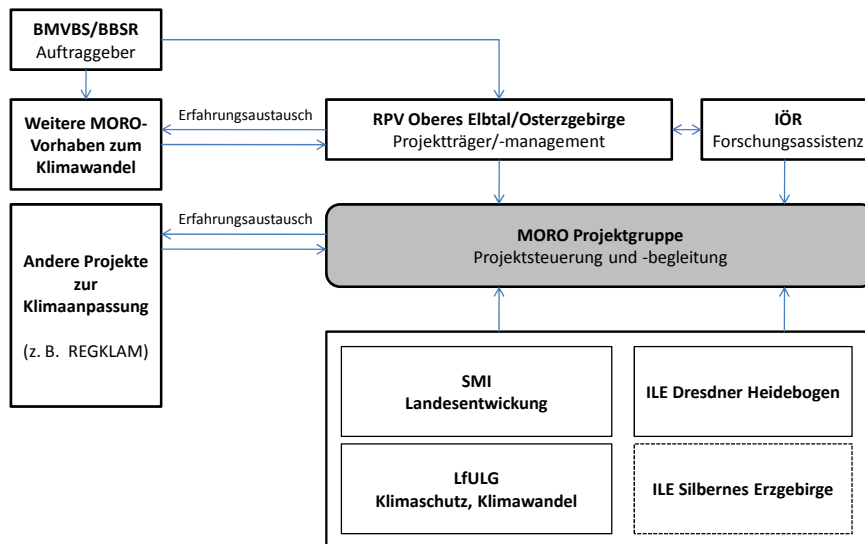 BMVBS/BBSR
Auftraggeber
Weitere MORO-
Vorhaben zum
Klimawandel
Erfahrungsaustausch
RPV Oberes Elbtal/Osterzgebirge
Projektträger/-management
IÖR
Forschungsassistenz
Andere Projekte
zur
Klimaanpassung
(z. B. REGKLAM)
Erfahrungsaustausch
MORO Projektgruppe
Projektsteuerung und -begleitung
SMI
Landesentwickung
ILE Dresdner Heidebogen
LfULG
Klimaschutz, Klimawandel
ILE Silbernes Erzgebirge